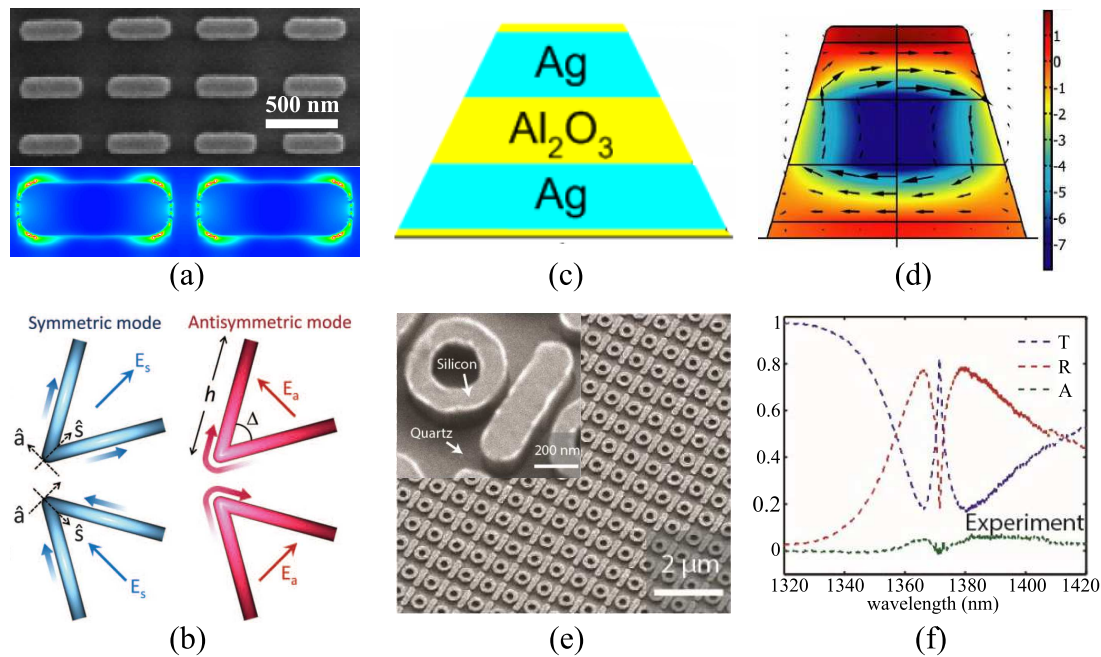 500 nm
(a)
Ag
Al2O3
Ag
(c)
1
0
-1
-2
-3
-4
-5
-6
-7
(d)
Symmetric mode
Antisymmetric mode
Es
h
Ea
Δ
â
ŝ
â
ŝ
Es
Ea
(b)
Silicon
Quartz
200 nm
2 μm
(e)
1
0.8
0.6
0.4
0.2
0
T
R
A
Experiment
1320 1340 1360 1380 1400 1420
wavelength (nm)
(f)